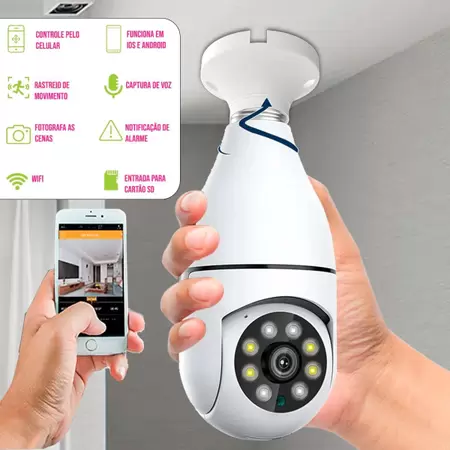 CONTROLE PELO
CELULAR
FUNCIONA EM
IOS E ANDROID
RASTREIO DE
MOVIMENTO
CAPTURA DE VOZ
FOTOGRAFA AS
CENAS
NOTIFICAÇÃO DE
ALARME
WIFI
ENTRADA PARA
CARTÃO SD